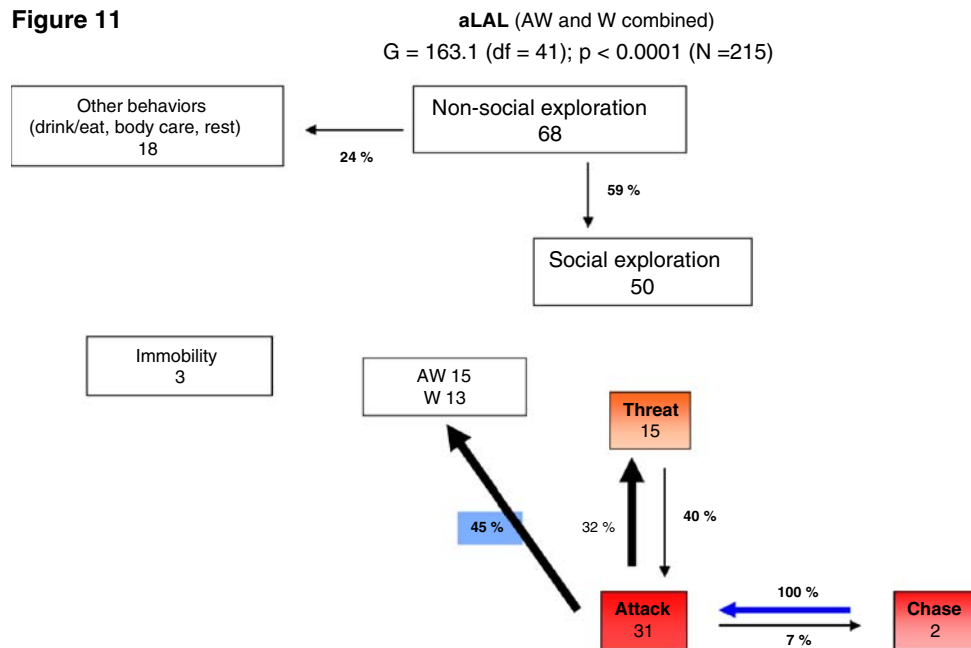 Figure 11
aLAL (AW and W combined)
G = 163.1 (df = 41); p < 0.0001 (N =215)
Other behaviors
(drink/eat, body care, rest)
18
Non-social exploration
68
24 %
59 %
Social exploration
50
Immobility
3
AW 15
W 13
Threat
15
45 %
32 %
40 %
Attack
31
100 %
7 %
Chase
2